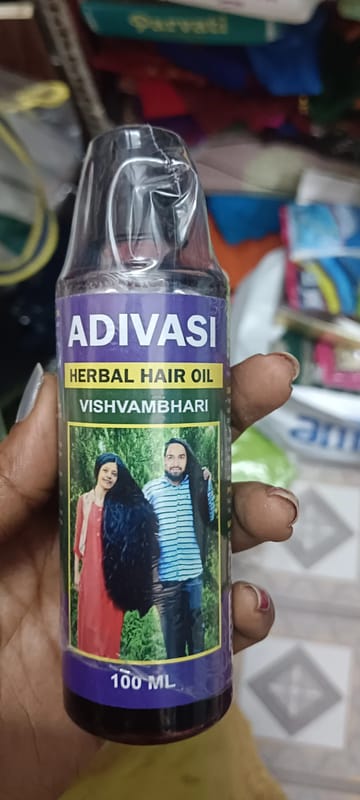 Parvati
ADIVASI
HERBAL HAIR OIL
VISHVAMBHARI
100 ML